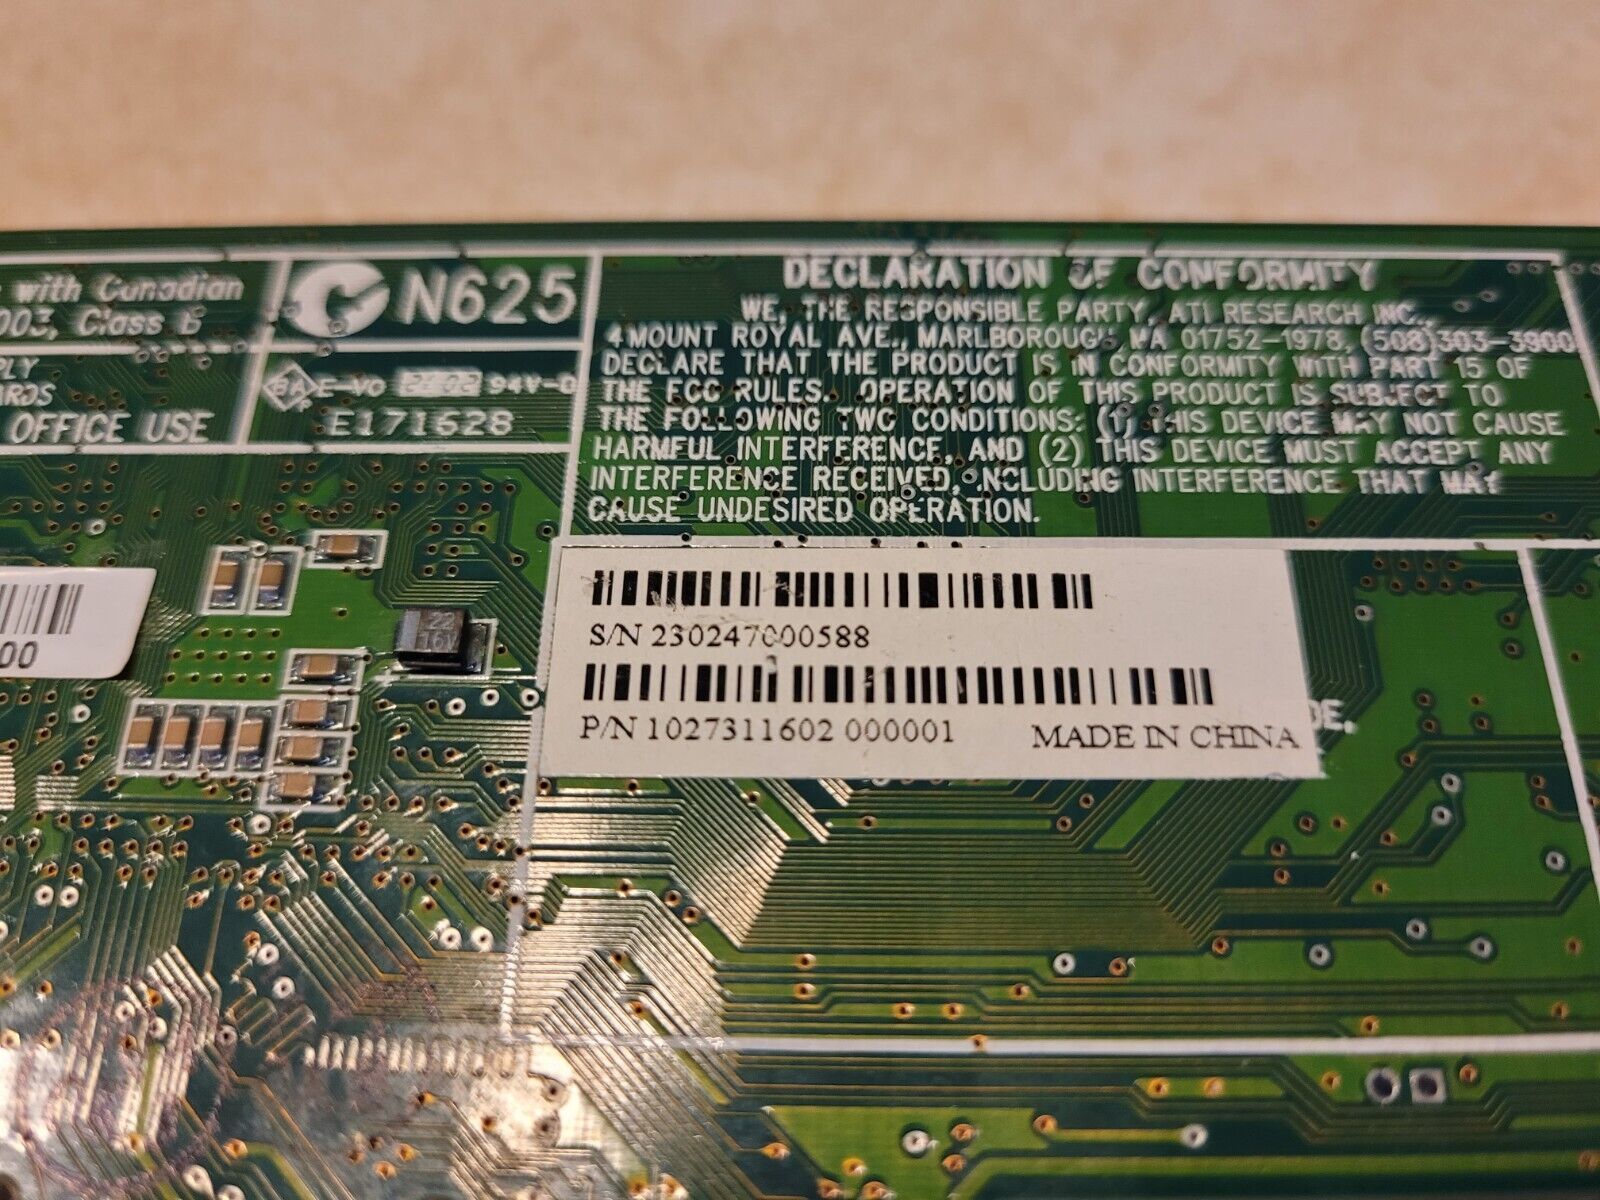 with Canadian
003, Class B
N625
PLY
OFFICE USE
E-VO 94V-0
E171628
DECLARATION OF CONFORMITY
WE, THE RESPONSIBLE PARTY, ATI RESEARCH INC.,
4 MOUNT ROYAL AVE., MARLBOROUGH MA 01752-1978, (508)303-3900
DECLARE THAT THE PRODUCT IS IN CONFORMITY WITH PART 15 OF
THE FCC RULES. OPERATION OF THIS PRODUCT IS SUBJECT TO
THE FOLLOWING TWO CONDITIONS: (1) THIS DEVICE MAY NOT CAUSE
HARMFUL INTERFERENCE, AND (2) THIS DEVICE MUST ACCEPT ANY
INTERFERENCE RECEIVED, INCLUDING INTERFERENCE THAT MAY
CAUSE UNDESIRED OPERATION.
00
22
16V
S/N 230247000588
P/N 1027311602 000001 MADE IN CHINA
DE.